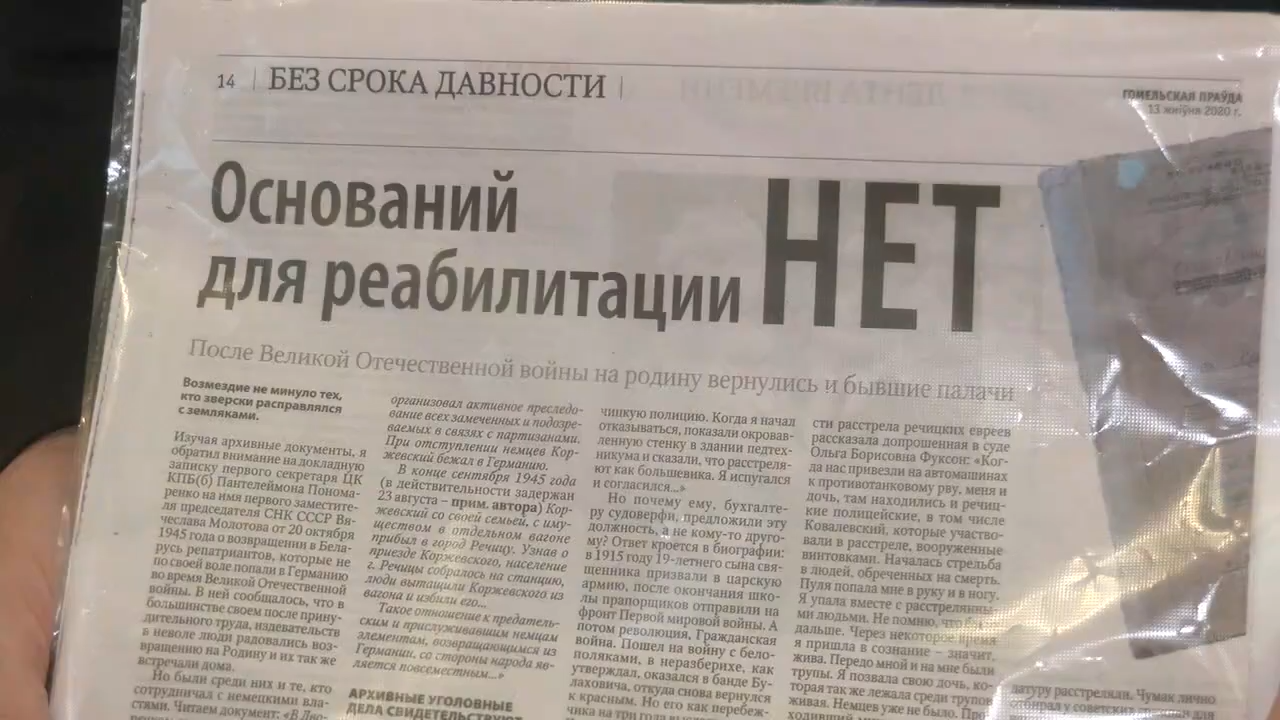 14 | БЕЗ СРОКА ДАВНОСТИ |
ГОМЕЛЬСКАЯ ПРАЎДА
13 жніўня 2020 г.
Оснований
для реабилитации НЕТ
После Великой Отечественной войны на родину вернулись и бывшие палачи
Возмездие не минуло тех,
кто зверски расправлялся
с земляками.
Изучая архивные документы, я
обратил внимание на докладную
записку первого секретаря ЦК
КПБ(б) Пантелеймона Понома-
ренко на имя первого заместите-
ля председателя СНК СССР Вя-
чеслава Молотова от 20 октября
1945 года о возвращении в Бела-
русь репатриантов, которые не
по своей воле попали в Германию
во время Великой Отечественной
войны. В ней сообщалось, что в
большинстве своем после прину-
дительного труда, издевательств
в неволе люди радовались воз-
вращению на Родину и их так же
встречали дома.
Но были среди них и те, кто
сотрудничал с немецкими вла-
стями. Читаем документ: «В
организовал активное преследо-
вание всех замеченных и подозре-
ваемых в связях с партизанами.
При отступлении немцев Кор-
жевский бежал в Германию.
В конце сентября 1945 года
(в действительности задержан
23 августа – прим. автора) Кор-
жевский со своей семьей, с иму-
ществом в отдельном вагоне
прибыл в город Речицу. Узнав о
приезде Коржевского, население
г. Речицы собралось на станцию,
люди вытащили Коржевского из
вагона и избили его...
Такое отношение к предатель-
ским и прислуживавшим немцам
элементам, возвращающимся из
Германии, со стороны народа яв-
ляется повсеместным...»
АРХИВНЫЕ УГОЛОВНЫЕ
ДЕЛА СВИДЕТЕЛЬСТВУЮТ
чицкую полицию. Когда я начал
отказываться, показали окровав-
ленную стенку в здании педтех-
никума и сказали, что расстреля-
ют как большевика. Я испугался
и согласился...»
Но почему ему, бухгалте-
ру судоверфи, предложили эту
должность, а не кому-то друго-
му? Ответ кроется в биографии:
в 1915 году 19-летнего сына свя-
щенника призвали в царскую
армию, после окончания шко-
лы прапорщиков отправили на
фронт Первой мировой войны. А
потом революция, Гражданская
война. Пошел на войну с бело-
поляками, в неразберихе, как
утверждал, оказался в банде Бу-
лаховича, откуда снова вернулся
к красным. Но его как перебеж-
чика на три года
сти расстрела речицких евреев
рассказала допрошенная в суде
Ольга Борисовна Фуксон: «Ког-
да нас привезли на автомашинах
к противотанковому рву, меня и
дочь, там находились и речиц-
кие полицейские, в том числе
Ковалевский, которые участво-
вали в расстреле, вооруженные
винтовками. Началась стрельба
в людей, обреченных на смерть.
Пуля попала мне в руку и в ногу.
Я упала вместе с расстрелянны-
ми людьми. Не помню, что
дальше. Через некоторое время
я пришла в сознание – значит,
жива. Передо мной и на мне были
трупы. Я позвала свою дочь, ко-
торая так же лежала среди трупов
живая. Немцев уже не было.
расстреляли. Чумак лично